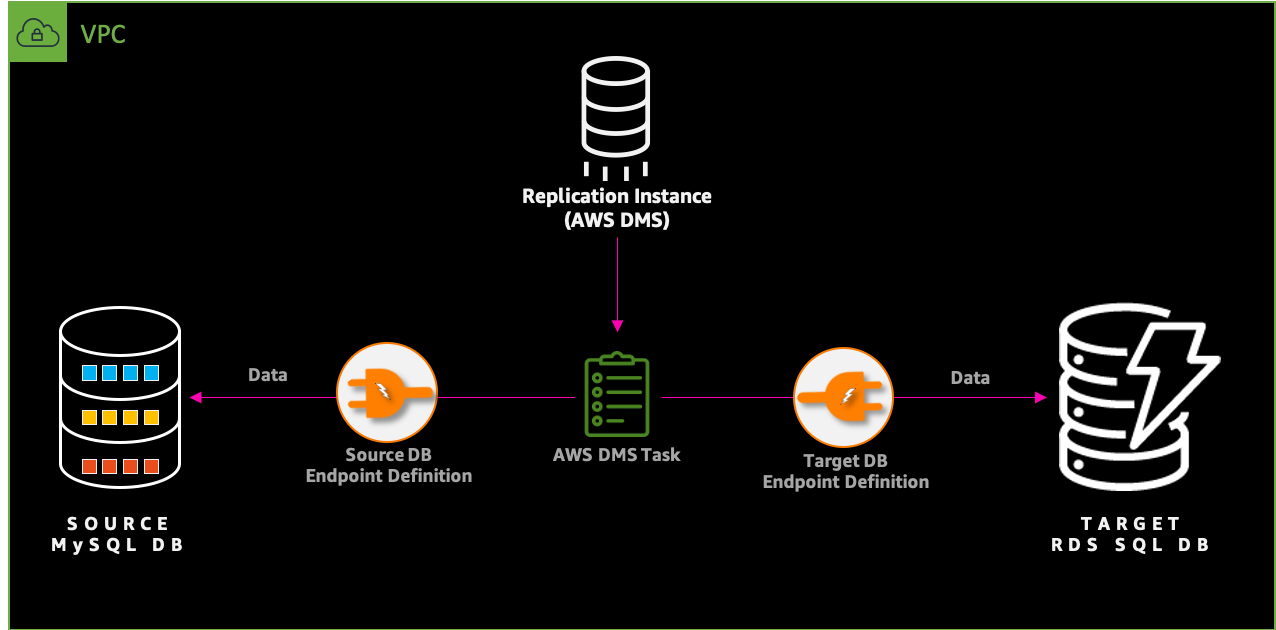 VPC
Replication Instance
(AWS DMS)
Data
Data
Source DB
Endpoint Definition
AWS DMS Task
Target DB
Endpoint Definition
SOURCE
MySQL DB
TARGET
RDS SQL DB